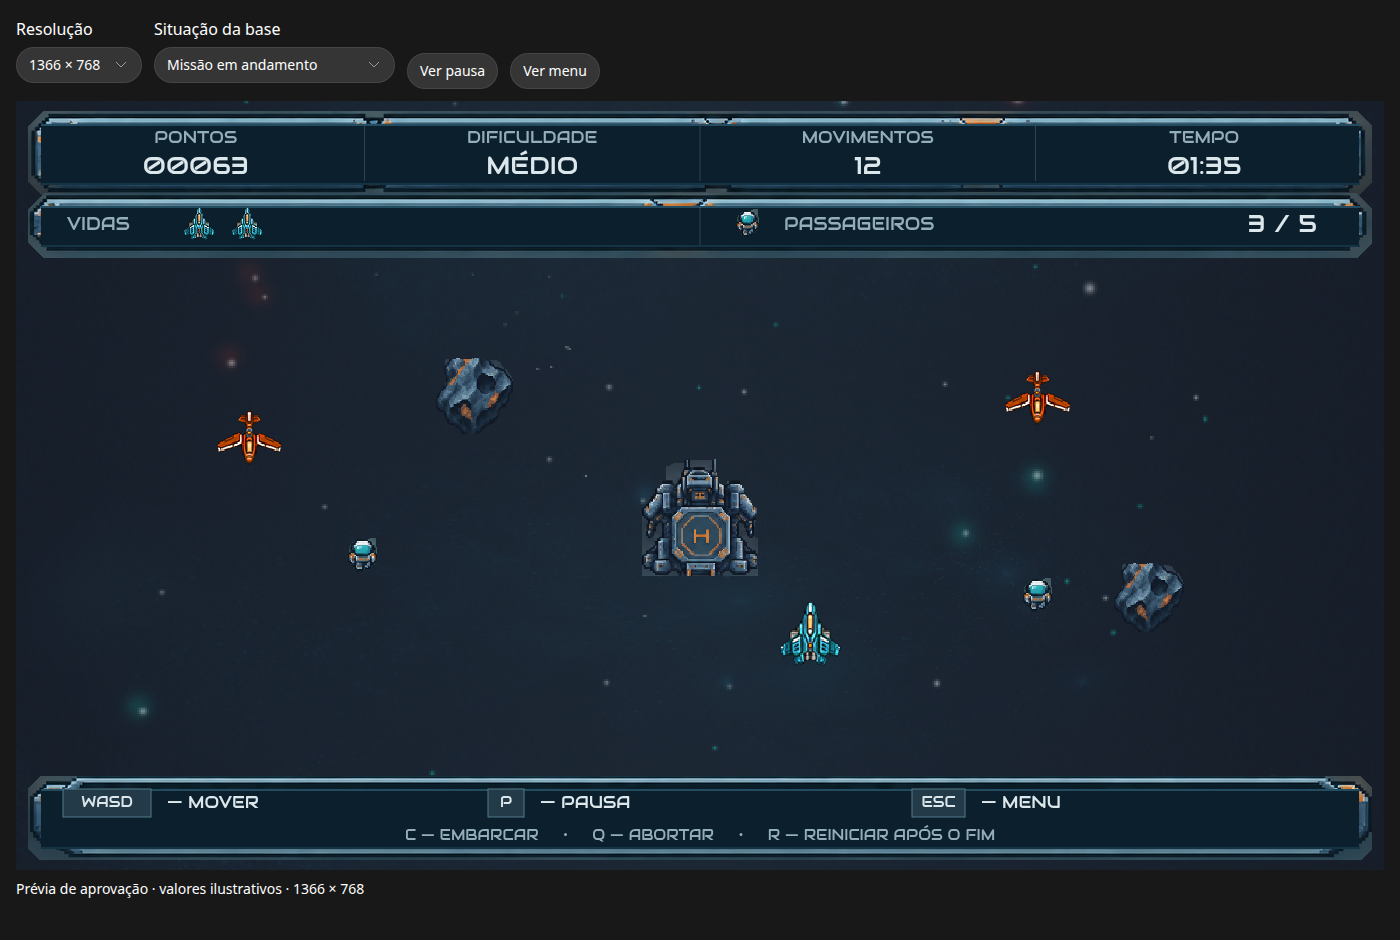 Resolução
Situação da base
1366 × 768
Missão em andamento
Ver pausa
Ver menu
PONTOS
00063
DIFICULDADE
MÉDIO
MOVIMENTOS
12
TEMPO
01:35
VIDAS
PASSAGEIROS
3 / 5
H
WASD — MOVER
P — PAUSA
ESC — MENU
C — EMBARCAR · Q — ABORTAR · R — REINICIAR APÓS O FIM
Prévia de aprovação · valores ilustrativos · 1366 × 768